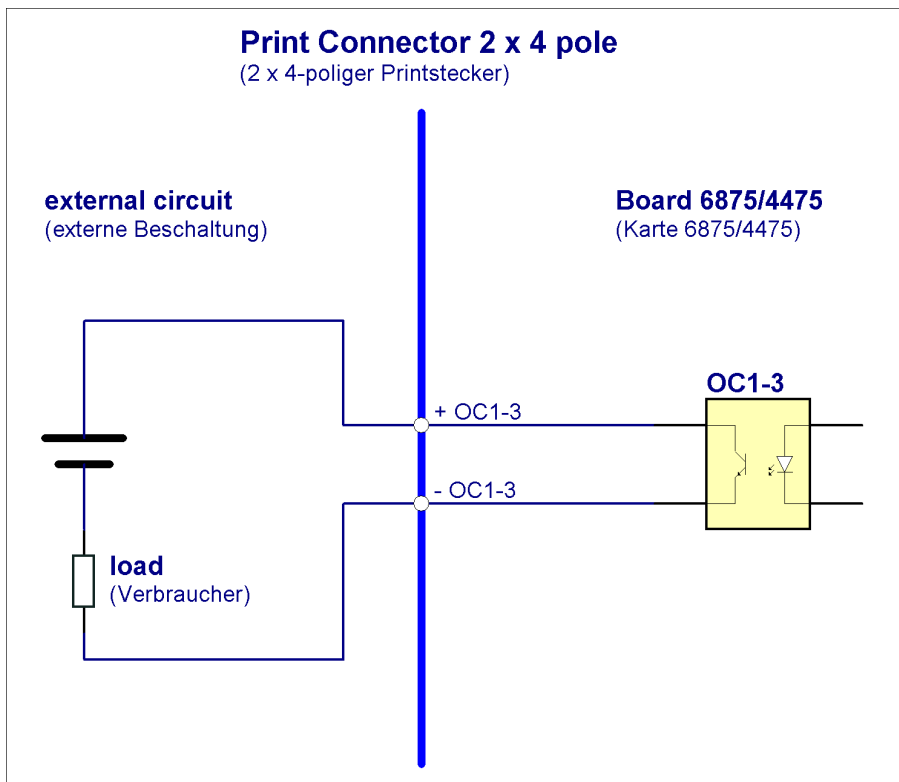 Print Connector 2 x 4 pole
(2 x 4-poliger Printstecker)
external circuit
(externe Beschaltung)
Board 6875/4475
(Karte 6875/4475)
OC1-3
+ OC1-3
- OC1-3
load
(Verbraucher)